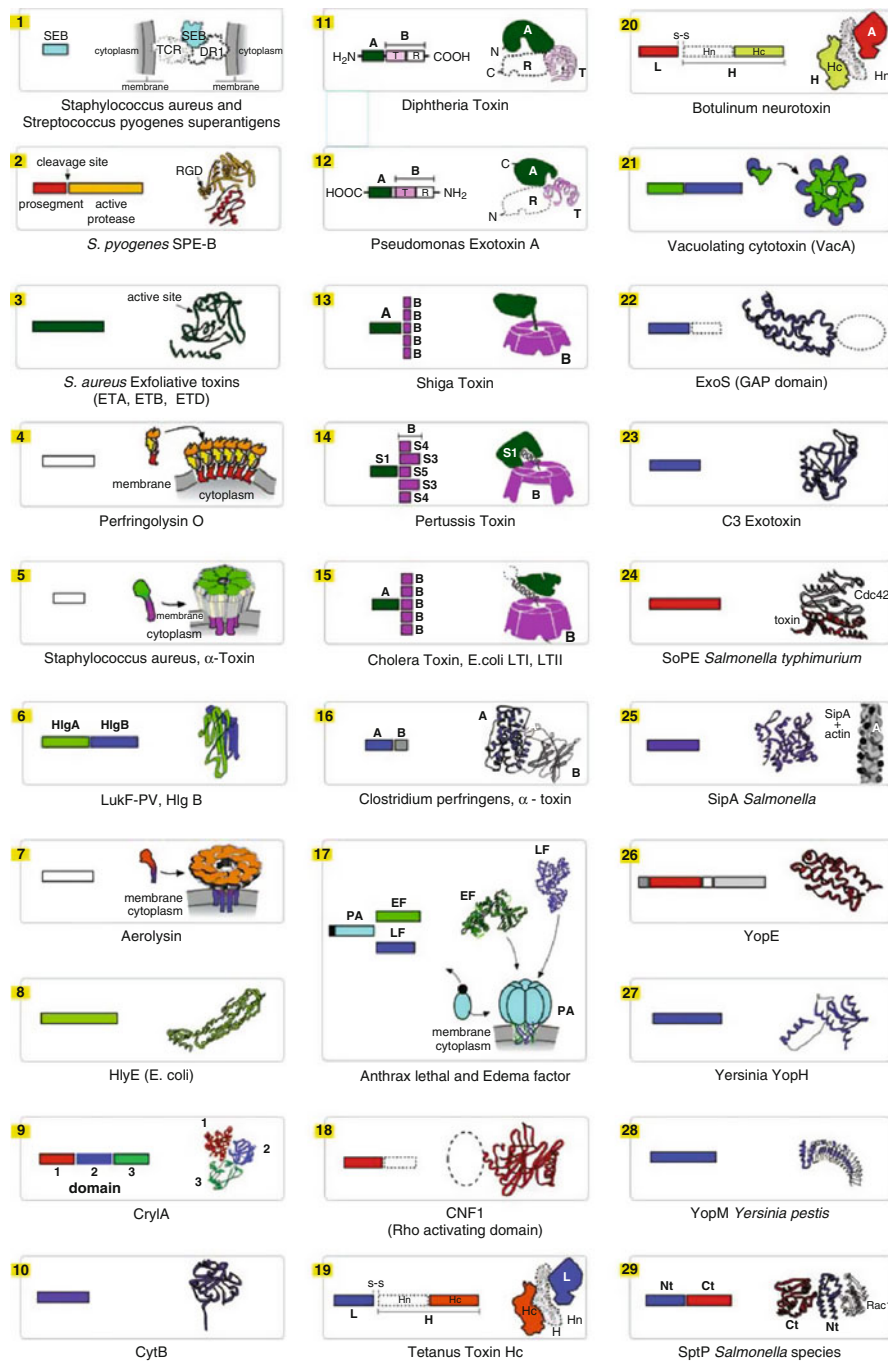 1
SEB
cytoplasm
TCR
SEB
DR1
cytoplasm
membrane
membrane
Staphylococcus aureus and
Streptococcus pyogenes superantigens
2
cleavage site
prosegment
active
protease
RGD
S. pyogenes SPE-B
3
active site
S. aureus Exfoliative toxins
(ETA, ETB, ETD)
4
membrane
cytoplasm
Perfringolysin O
5
membrane
cytoplasm
Staphylococcus aureus, α-Toxin
6
HlgA HlgB
LukF-PV, Hlg B
7
membrane
cytoplasm
Aerolysin
8
HlyE (E. coli)
9
1 2 3
domain
1
2
3
CrylA
10
CytB
11
B
A
H₂N T R COOH
A
N
R
C
T
Diphtheria Toxin
12
B
A
HOOC T R NH₂
C
A
R
N
T
Pseudomonas Exotoxin A
13
A
B
B
B
B
B
B
Shiga Toxin
14
B
S4
S3
S1 S5
S3
S4
S1
B
Pertussis Toxin
15
A
B
B
B
B
B
B
Cholera Toxin, E.coli LTI, LTII
16
A B
A
B
Clostridium perfringens, α - toxin
17
PA
EF
LF
EF
LF
PA
membrane
cytoplasm
Anthrax lethal and Edema factor
18
CNF1
(Rho activating domain)
19
s-s
Hn Hc
L H
Hc
L
Hn
H
Tetanus Toxin Hc
20
s-s
Hn Hc
L H
A
Hc
H
Hn
Botulinum neurotoxin
21
Vacuolating cytotoxin (VacA)
22
ExoS (GAP domain)
23
C3 Exotoxin
24
Cdc42
toxin
SoPE Salmonella typhimurium
25
SipA
+
actin
A
SipA Salmonella
26
YopE
27
Yersinia YopH
28
YopM Yersinia pestis
29
Nt Ct
Rac1
Ct Nt
SptP Salmonella species